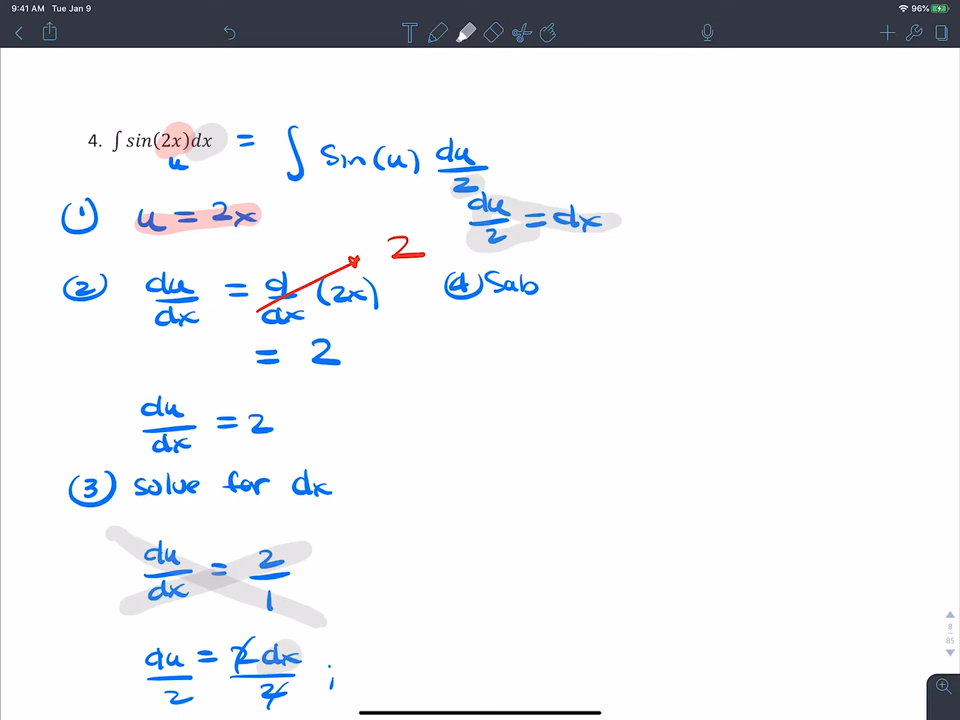 9:41 AM Tue Jan 9
96%
4. ∫ sin(2x)dx = ∫ sin(u) du/2
u
(1) u = 2x
du/2 = dx
(2) du/dx = d/dx (2x) 2
= 2
(4) Sub
du/dx = 2
(3) solve for dx
du/dx = 2/1
du/2 = 2dx/2 ;
8
85